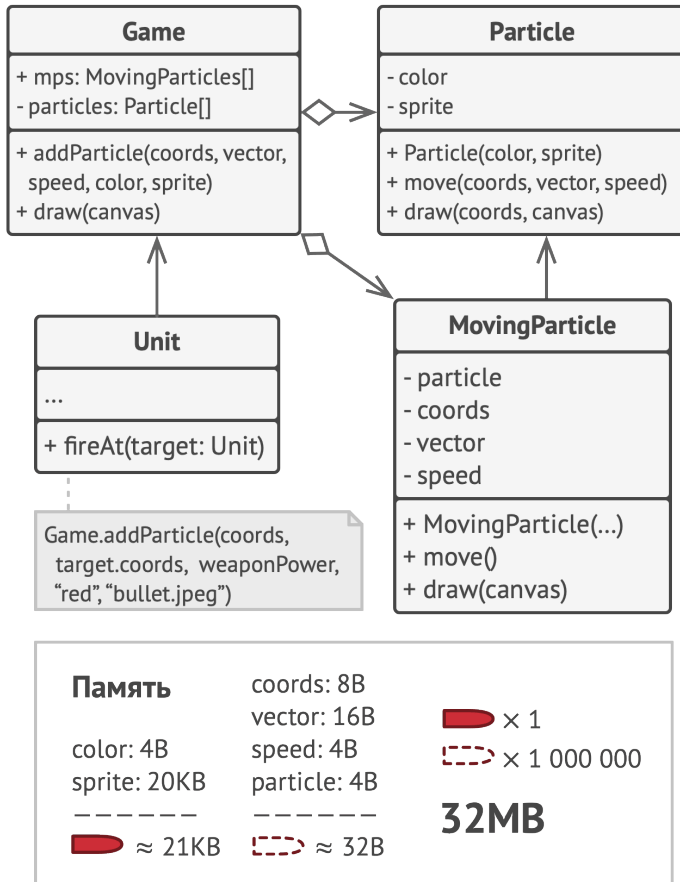 Game
+ mps: MovingParticles[]
- particles: Particle[]
+ addParticle(coords, vector,
speed, color, sprite)
+ draw(canvas)
Particle
- color
- sprite
+ Particle(color, sprite)
+ move(coords, vector, speed)
+ draw(coords, canvas)
Unit
...
+ fireAt(target: Unit)
Game.addParticle(coords,
target.coords, weaponPower,
“red”, “bullet.jpeg”)
MovingParticle
- particle
- coords
- vector
- speed
+ MovingParticle(...)
+ move()
+ draw(canvas)
Память
color: 4B
sprite: 20KB
≈ 21KB
coords: 8B
vector: 16B
speed: 4B
particle: 4B
≈ 32B
× 1
× 1 000 000
32MB